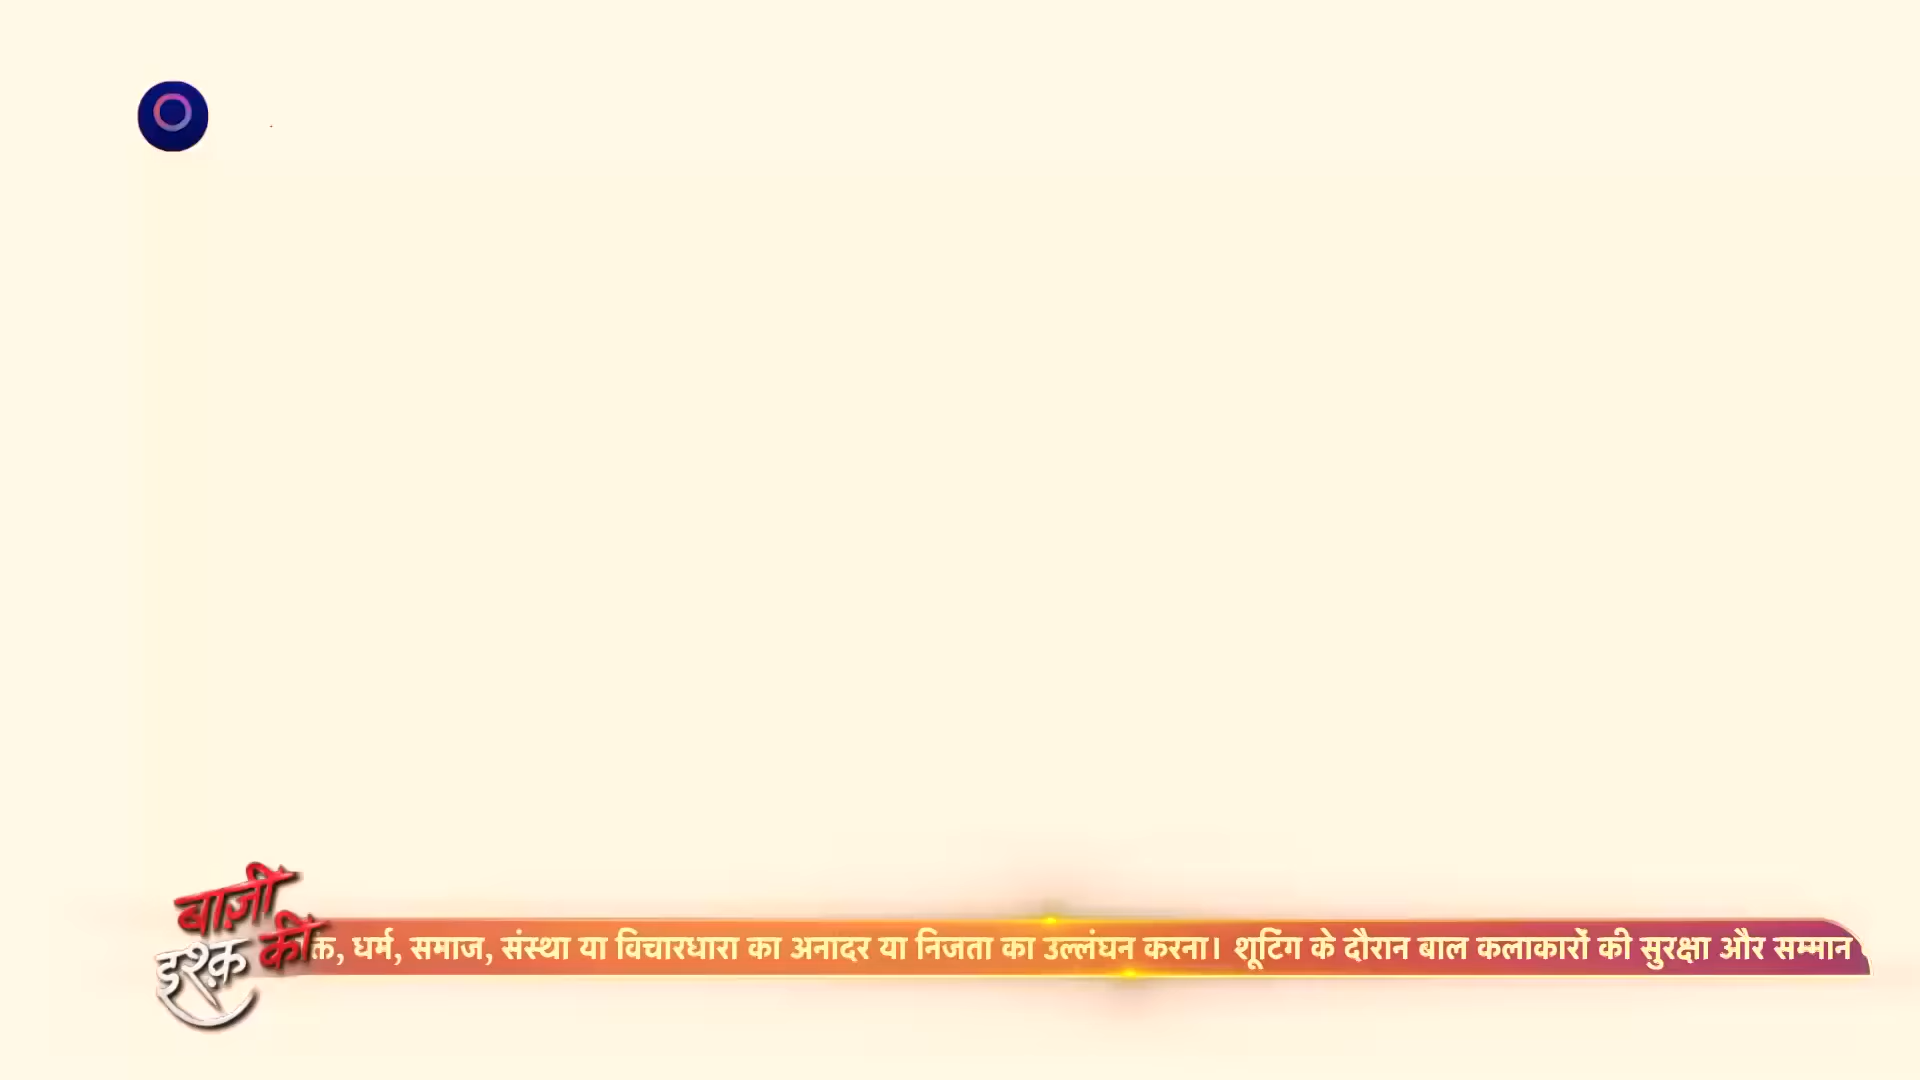 बाज़ी
इश्क़ की
धर्म, समाज, संस्था या विचारधारा का अनादर या निजता का उल्लंघन करना। शूटिंग के दौरान बाल कलाकारों की सुरक्षा और सम्मान